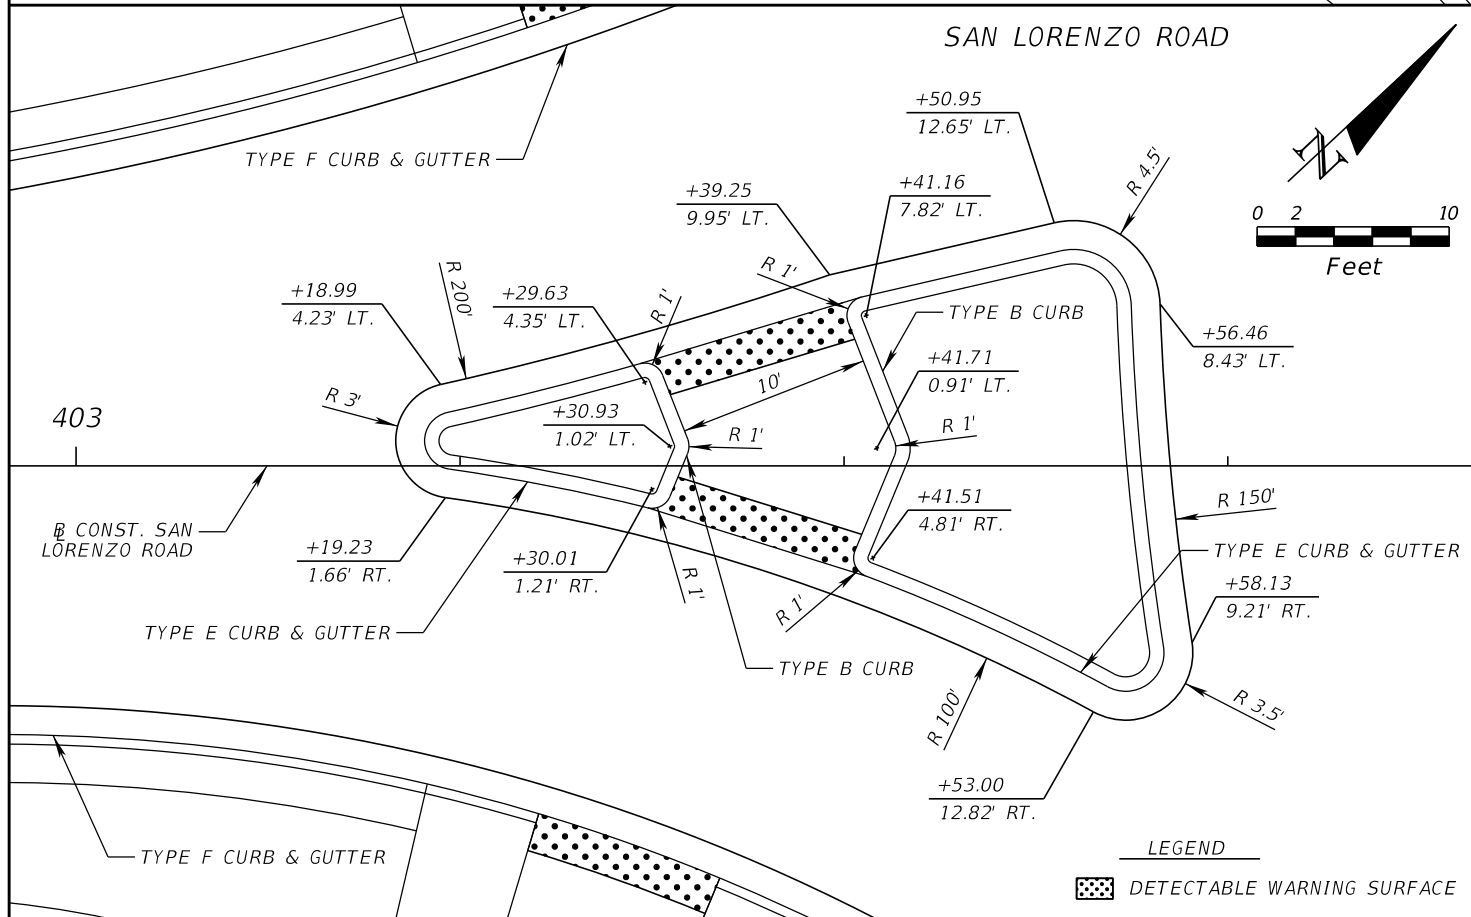 SAN LORENZO ROAD
+50.95
12.65' LT.
TYPE F CURB & GUTTER
R 4.5'
N
+41.16
7.82' LT.
+39.25
9.95' LT.
0 2 10
Feet
R 1'
R 200'
+18.99
4.23' LT.
+29.63
4.35' LT.
R 1'
TYPE B CURB
+56.46
8.43' LT.
+41.71
0.91' LT.
10'
R 3'
403
+30.93
1.02' LT.
R 1'
R 1'
+41.51
4.81' RT.
R 150'
BL CONST. SAN
LORENZO ROAD
+19.23
1.66' RT.
+30.01
1.21' RT.
TYPE E CURB & GUTTER
+58.13
9.21' RT.
R 1'
R 1'
TYPE E CURB & GUTTER
TYPE B CURB
R 100'
R 3.5'
+53.00
12.82' RT.
TYPE F CURB & GUTTER
LEGEND
DETECTABLE WARNING SURFACE